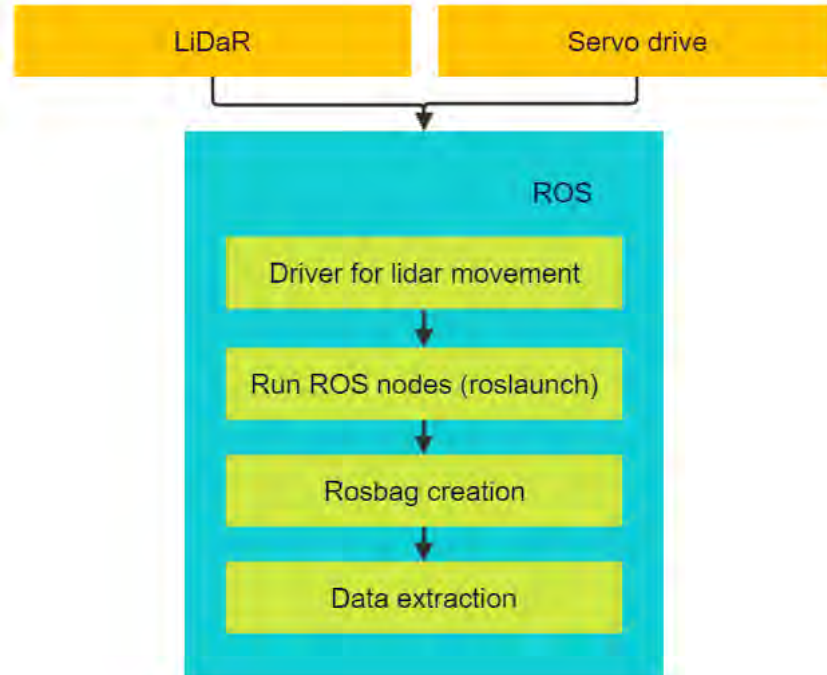 LiDaR
Servo drive
ROS
Driver for lidar movement
Run ROS nodes (roslaunch)
Rosbag creation
Data extraction